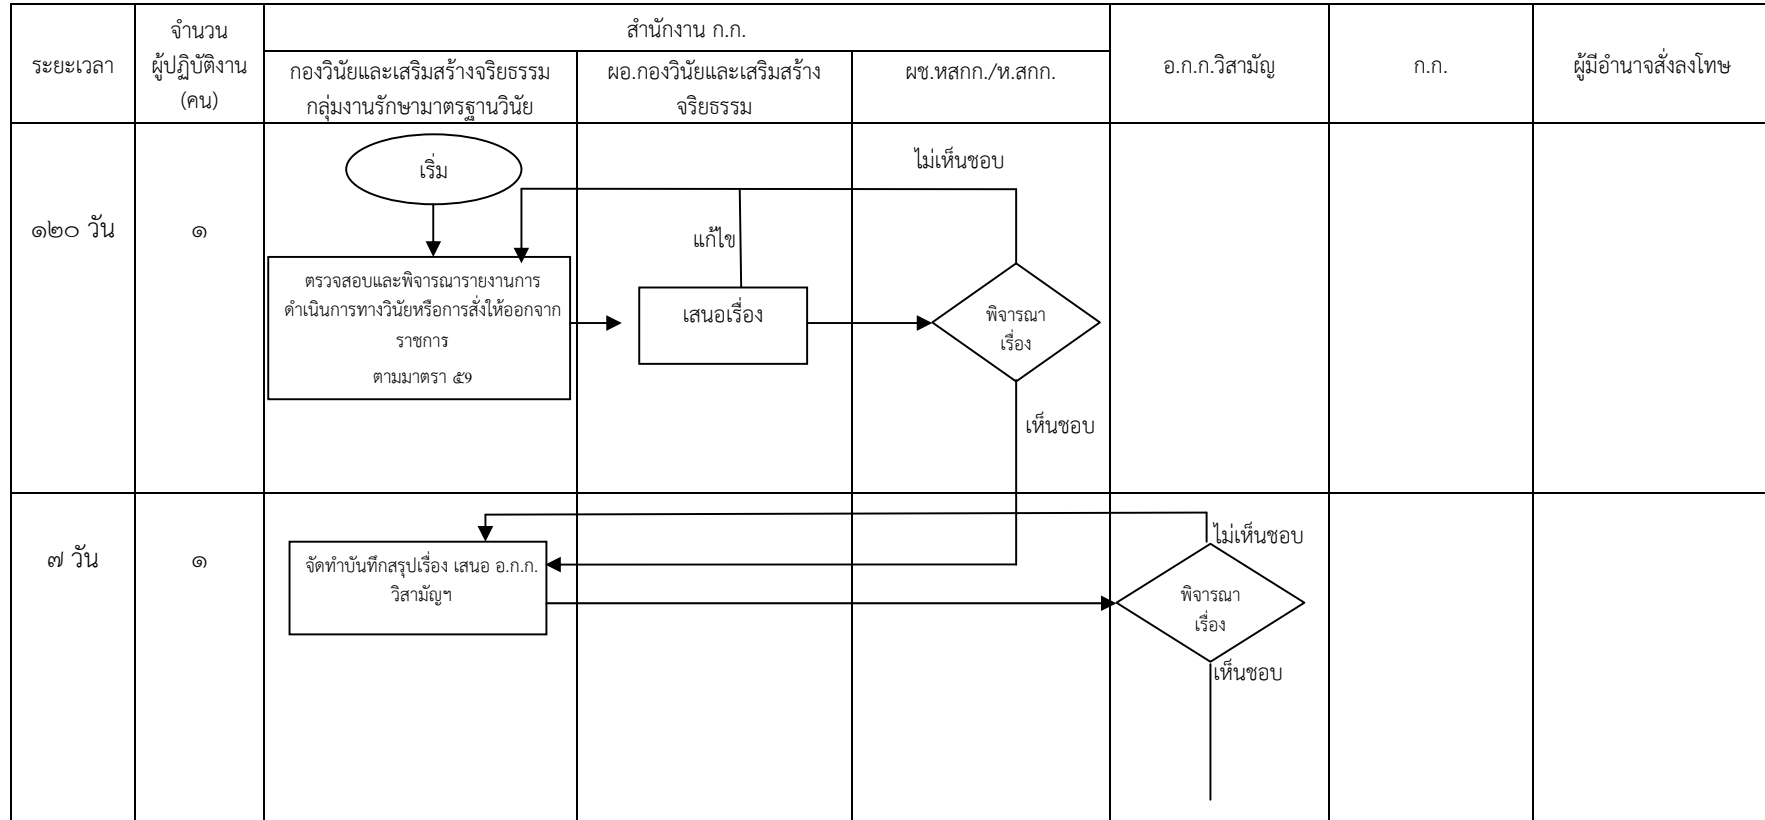 ระยะเวลา
จำนวน
ผู้ปฏิบัติงาน
(คน)
สำนักงาน ก.ก.
กองวินัยและเสริมสร้างจริยธรรม
กลุ่มงานรักษามาตรฐานวินัย
ผอ.กองวินัยและเสริมสร้าง
จริยธรรม
ผช.หสกก./ห.สกก.
อ.ก.ก.วิสามัญ
ก.ก.
ผู้มีอำนาจสั่งลงโทษ
๑๒๐ วัน
๑
เริ่ม
ไม่เห็นชอบ
แก้ไข
ตรวจสอบและพิจารณารายงานการ
ดำเนินการทางวินัยหรือการสั่งให้ออกจาก
ราชการ
ตามมาตรา ๕9
เสนอเรื่อง
พิจารณา
เรื่อง
เห็นชอบ
๗ วัน
๑
จัดทำบันทึกสรุปเรื่อง เสนอ อ.ก.ก.
วิสามัญฯ
ไม่เห็นชอบ
พิจารณา
เรื่อง
เห็นชอบ